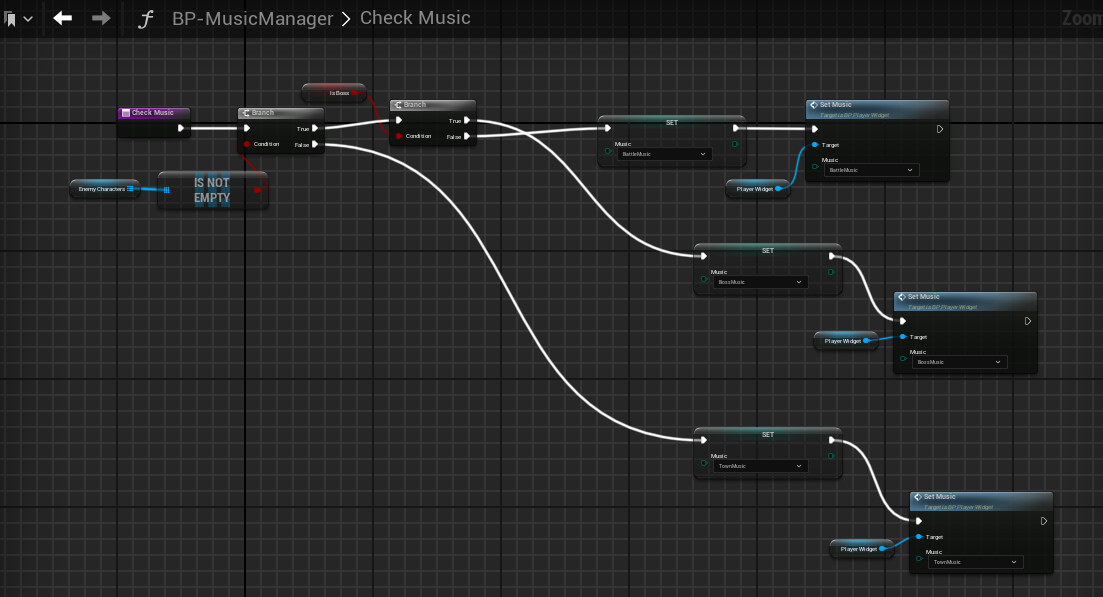 f BP-MusicManager > Check Music
Zoom
Is Boss
Check Music
Branch
True
Condition
False
Branch
True
Condition
False
SET
Music
BattleMusic
Set Music
Target is BP Player Widget
Target
Music
BattleMusic
Player Widget
Enemy Characters
IS NOT
EMPTY
SET
Music
BossMusic
Set Music
Target is BP Player Widget
Target
Music
BossMusic
Player Widget
SET
Music
TownMusic
Set Music
Target is BP Player Widget
Target
Music
TownMusic
Player Widget